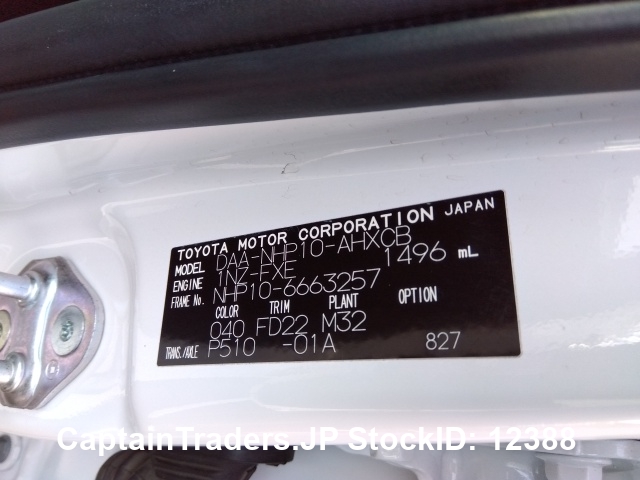 TOYOTA MOTOR CORPORATION JAPAN
MODEL DAA-NHP10-AHXCB
ENGINE 1NZ-FXE 1496 mL
FRAME No. NHP10-6663257
COLOR TRIM PLANT OPTION
040 FD22 M32
TRANS./AXLE P510 -01A 827
CaptainTraders.JP StockID: 12388